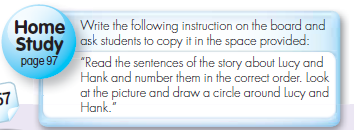 Home
Study
page 97
Write the following instruction on the board and
ask students to copy it in the space provided:
"Read the sentences of the story about Lucy and
Hank and number them in the correct order. Look
at the picture and draw a circle around Lucy and
Hank."
57